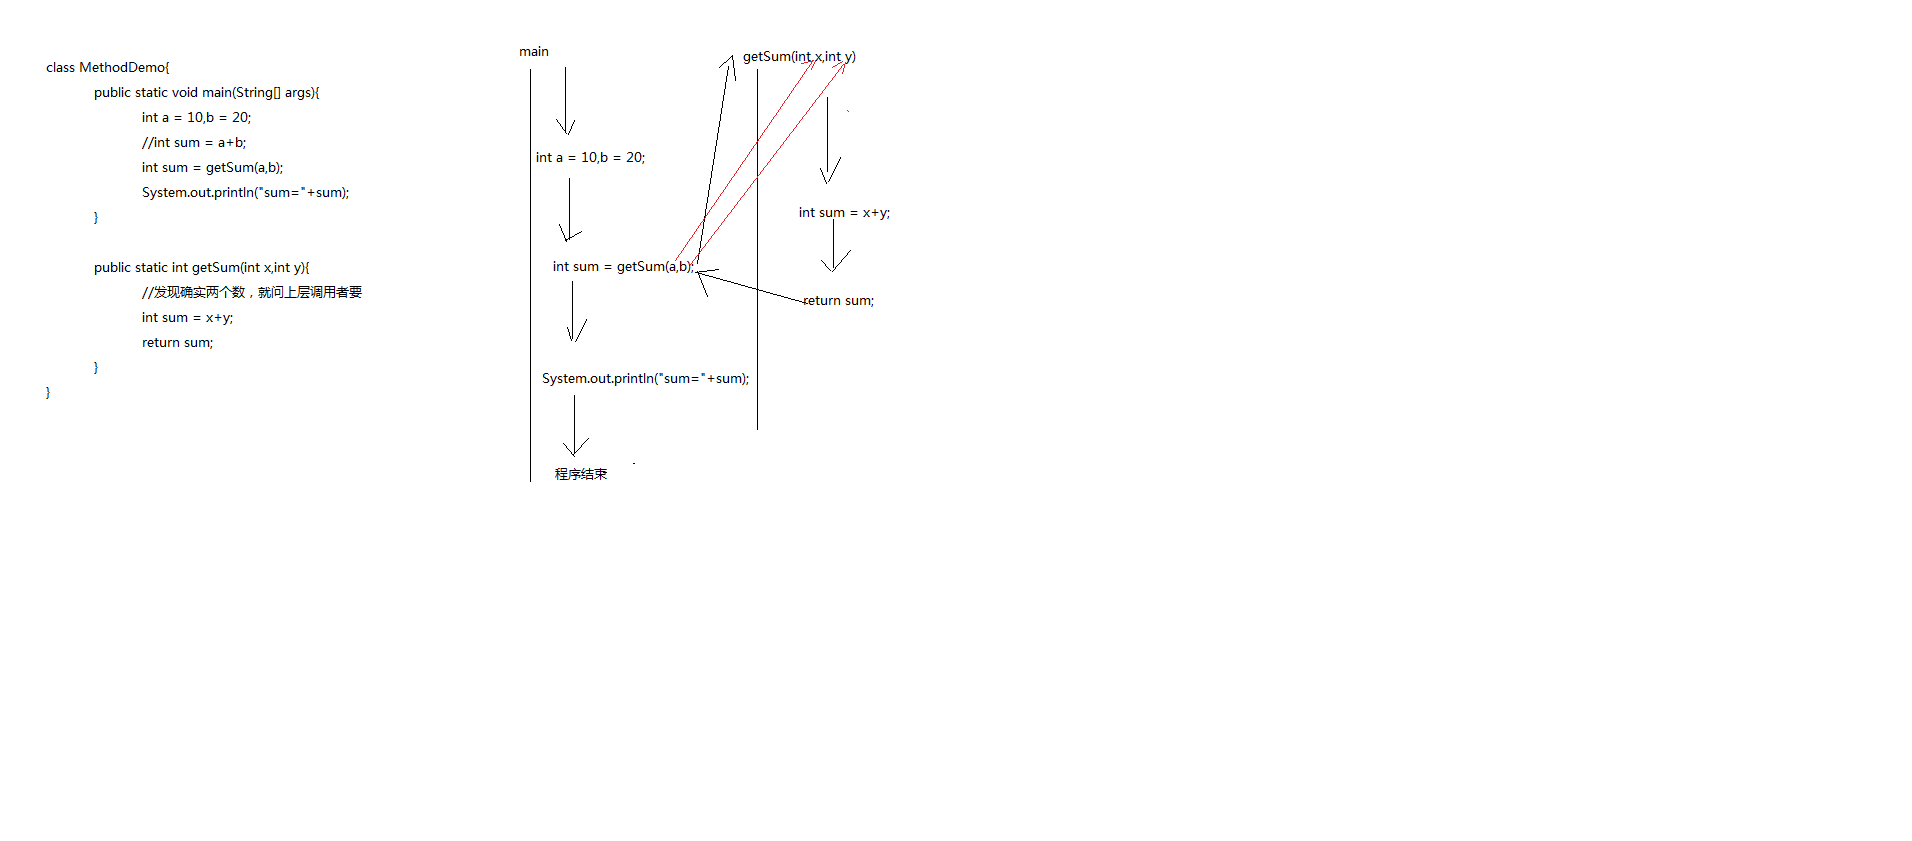 class MethodDemo{
public static void main(String[] args){
int a = 10,b = 20;
//int sum = a+b;
int sum = getSum(a,b);
System.out.println("sum="+sum);
}
public static int getSum(int x,int y){
//发现确实两个数，就问上层调用者要
int sum = x+y;
return sum;
}
}
main
int a = 10,b = 20;
int sum = getSum(a,b);
System.out.println("sum="+sum);
程序结束
getSum(int x,int y)
int sum = x+y;
return sum;